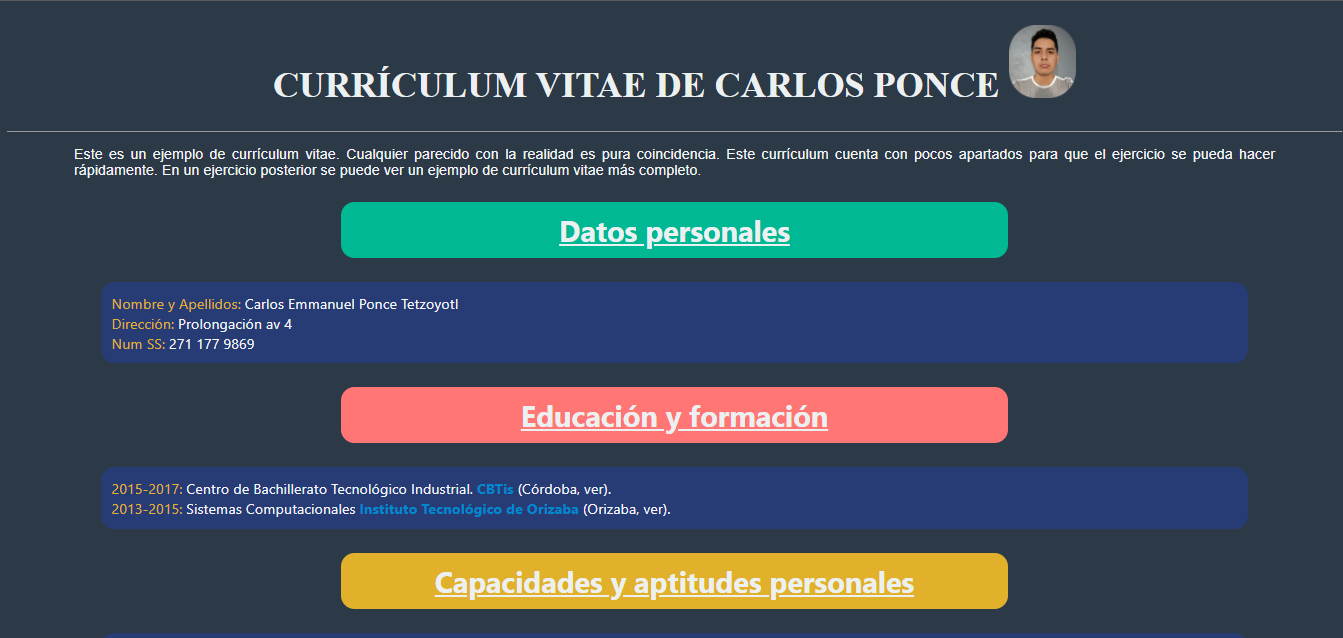 CURRÍCULUM VITAE DE CARLOS PONCE
Este es un ejemplo de currículum vitae. Cualquier parecido con la realidad es pura coincidencia. Este currículum cuenta con pocos apartados para que el ejercicio se pueda hacer
rápidamente. En un ejercicio posterior se puede ver un ejemplo de currículum vitae más completo.
Datos personales
Nombre y Apellidos: Carlos Emmanuel Ponce Tetzoyotl
Dirección: Prolongación av 4
Num SS: 271 177 9869
Educación y formación
2015-2017: Centro de Bachillerato Tecnológico Industrial. CBTis (Córdoba, ver).
2013-2015: Sistemas Computacionales Instituto Tecnológico de Orizaba (Orizaba, ver).
Capacidades y aptitudes personales